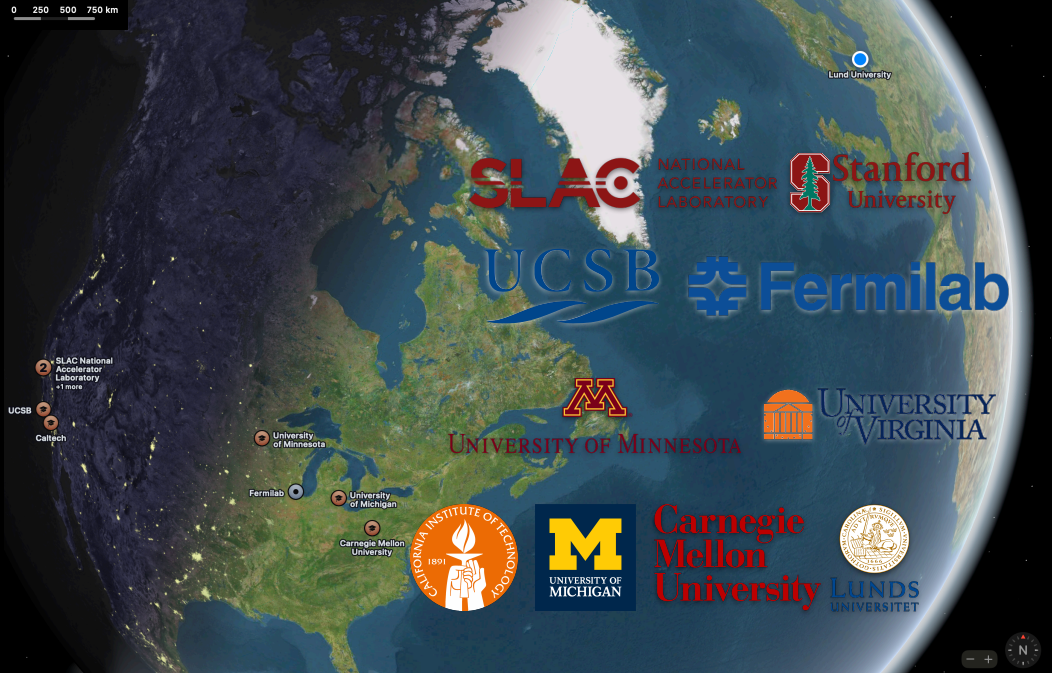 0 250 500 750 km
Lund University
SLAC NATIONAL
ACCELERATOR
LABORATORY
Stanford
University
UCSB
Fermilab
2
SLAC National
Accelerator
Laboratory
+1 more
UCSB
Caltech
University
of Minnesota
Fermilab
University
of Michigan
Carnegie Mellon
University
M
UNIVERSITY OF MINNESOTA
UNIVERSITY
of VIRGINIA
CALIFORNIA INSTITUTE OF TECHNOLOGY
1891
M
UNIVERSITY OF
MICHIGAN
Carnegie
Mellon
University
1666
LUNDS
UNIVERSITET
− +
N